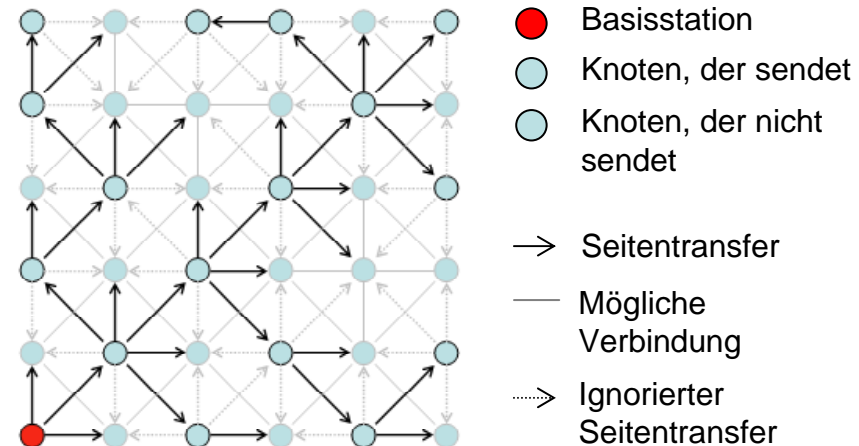 Basisstation
Knoten, der sendet
Knoten, der nicht
sendet
Seitentransfer
Mögliche
Verbindung
Ignorierter
Seitentransfer